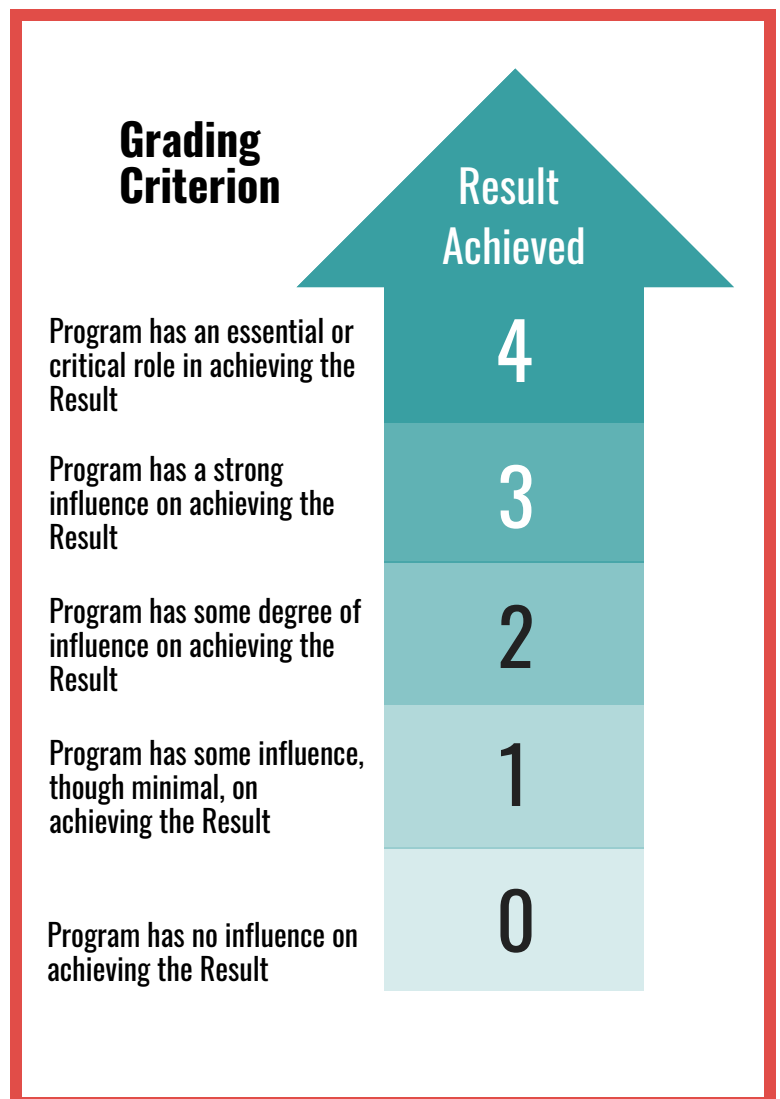 Grading
Criterion
Result
Achieved
Program has an essential or
critical role in achieving the
Result
4
Program has a strong
influence on achieving the
Result
3
Program has some degree of
influence on achieving the
Result
2
Program has some influence,
though minimal, on
achieving the Result
1
Program has no influence on
achieving the Result
0